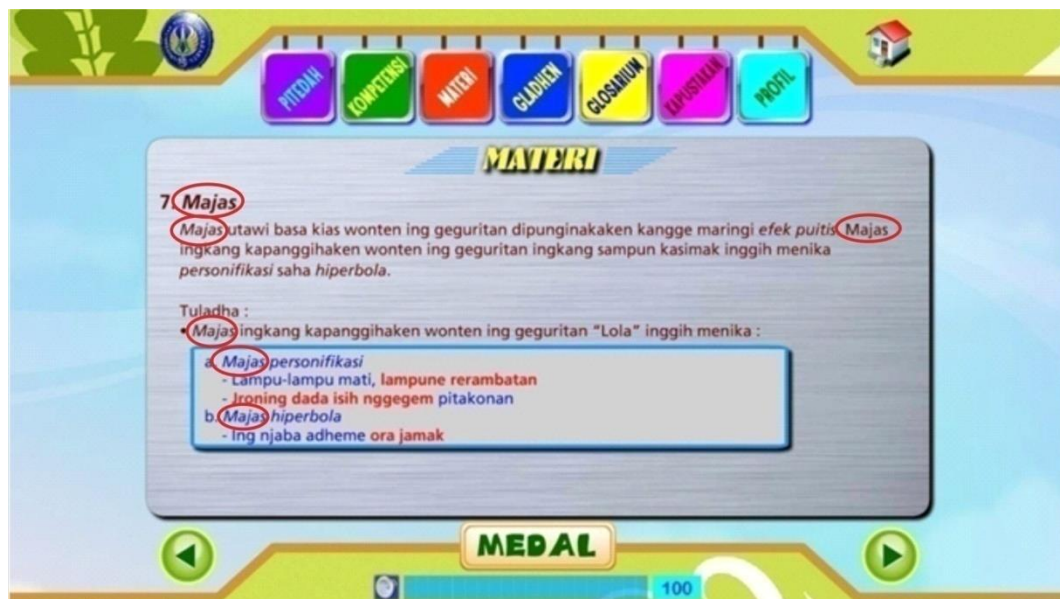 PITEDAH
KOMPETENSI
MATERI
GLADHEN
GLOSARIUM
KAPUSTAKAN
PROFIL
MATERI
7. Majas
Majas utawi basa kias wonten ing geguritan dipunginakaken kangge maringi efek puitis. Majas
ingkang kapanggihaken wonten ing geguritan ingkang sampun kasimak inggih menika
personifikasi saha hiperbola.
Tuladha :
• Majas ingkang kapanggihaken wonten ing geguritan "Lola" inggih menika :
a. Majas personifikasi
- Lampu-lampu mati, lampune rerambatan
- Jroning dada isih nggegem pitakonan
b. Majas hiperbola
- Ing njaba adheme ora jamak
MEDAL
100